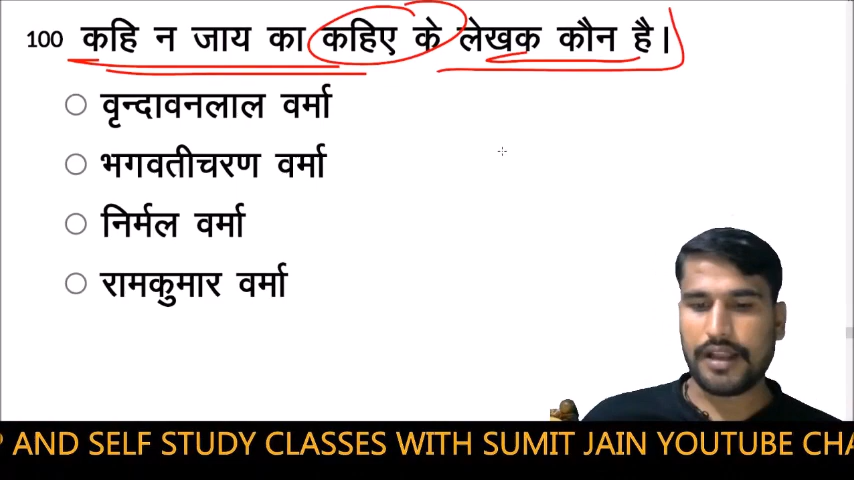 100 कहि न जाय का कहिए के लेखक कौन है।
वृन्दावनलाल वर्मा
भगवतीचरण वर्मा
निर्मल वर्मा
रामकुमार वर्मा
AND SELF STUDY CLASSES WITH SUMIT JAIN YOUTUBE